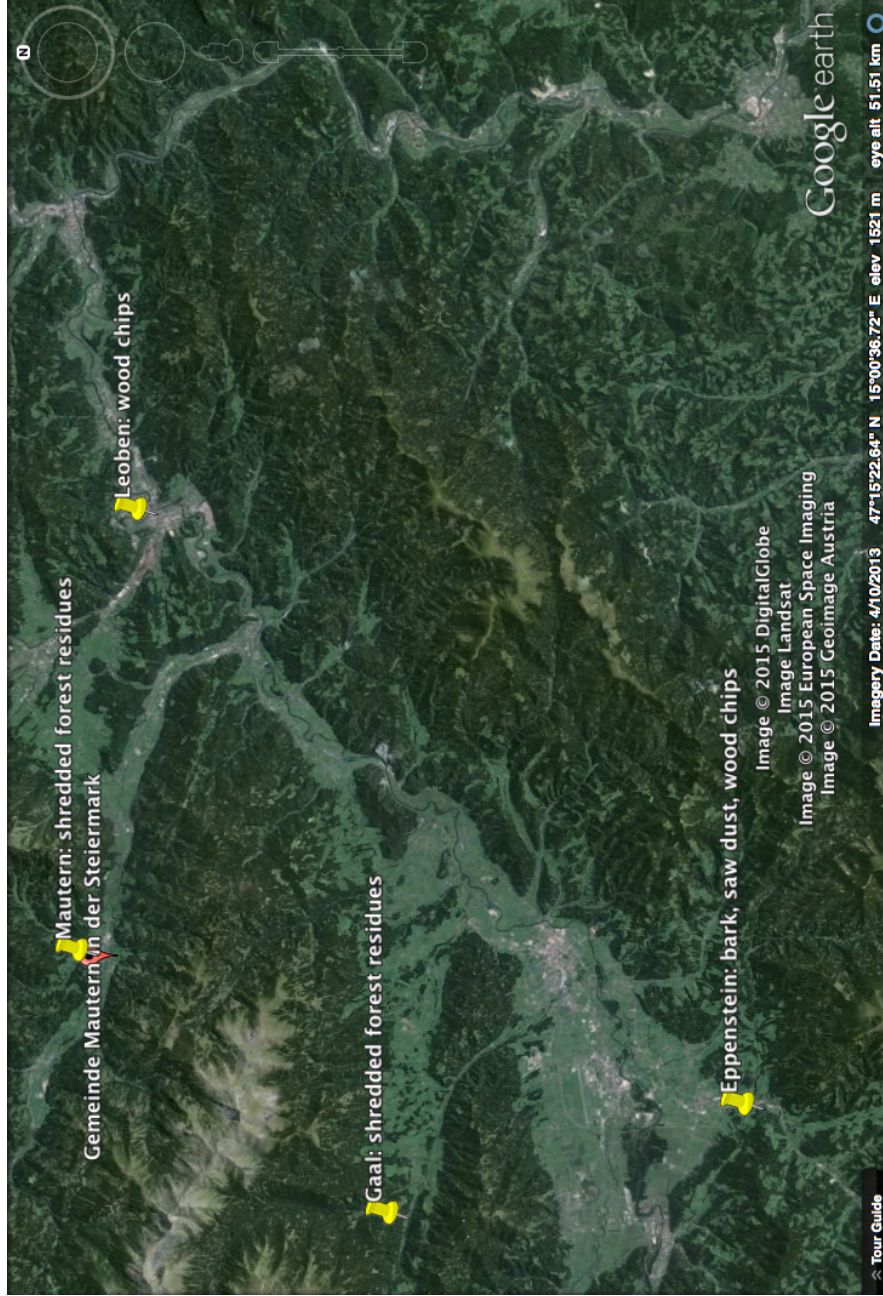 N
Leoben: wood chips
Mautern: shredded forest residues
Gemeinde Mautern in der Steiermark
Gaal: shredded forest residues
Eppenstein: bark, saw dust, wood chips
Image © 2015 DigitalGlobe
Image Landsat
Image © 2015 European Space Imaging
Image © 2015 Geoimage Austria
Google earth
Tour Guide
Imagery Date: 4/10/2013 47°15'22.64" N 15°00'36.72" E elev 1521 m eye alt 51.51 km